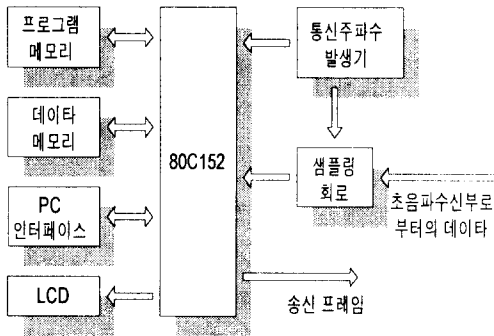 프로그램
메모리
데이타
메모리
PC
인터페이스
LCD
80C152
통신주파수
발생기
샘플링
회로
초음파수신부로
부터의 데이타
송신 프레임